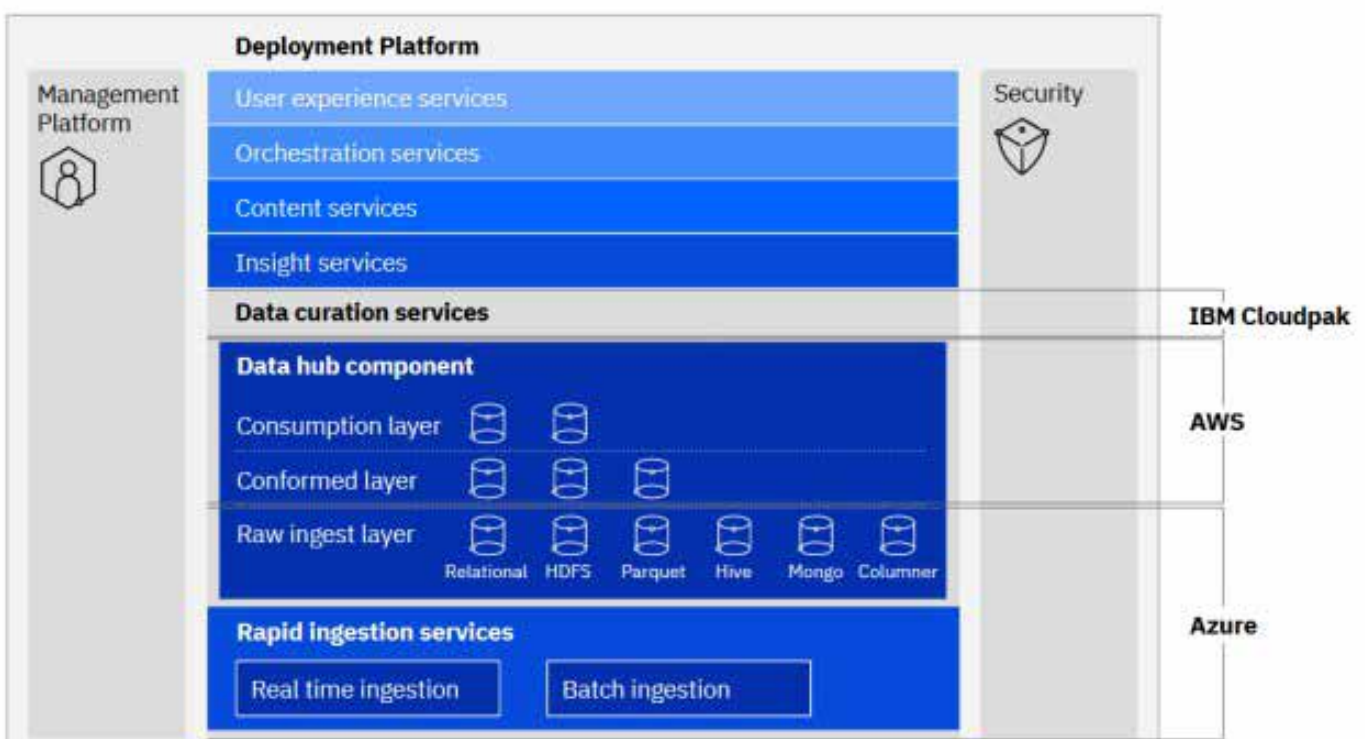 Deployment Platform
Management
Platform
User experience services
Orchestration services
Content services
Insight services
Security
Data curation services
IBM Cloudpak
Data hub component
Consumption layer
AWS
Conformed layer
Raw ingest layer
Relational HDFS Parquet Hive Mongo Columner
Rapid ingestion services
Azure
Real time ingestion
Batch ingestion